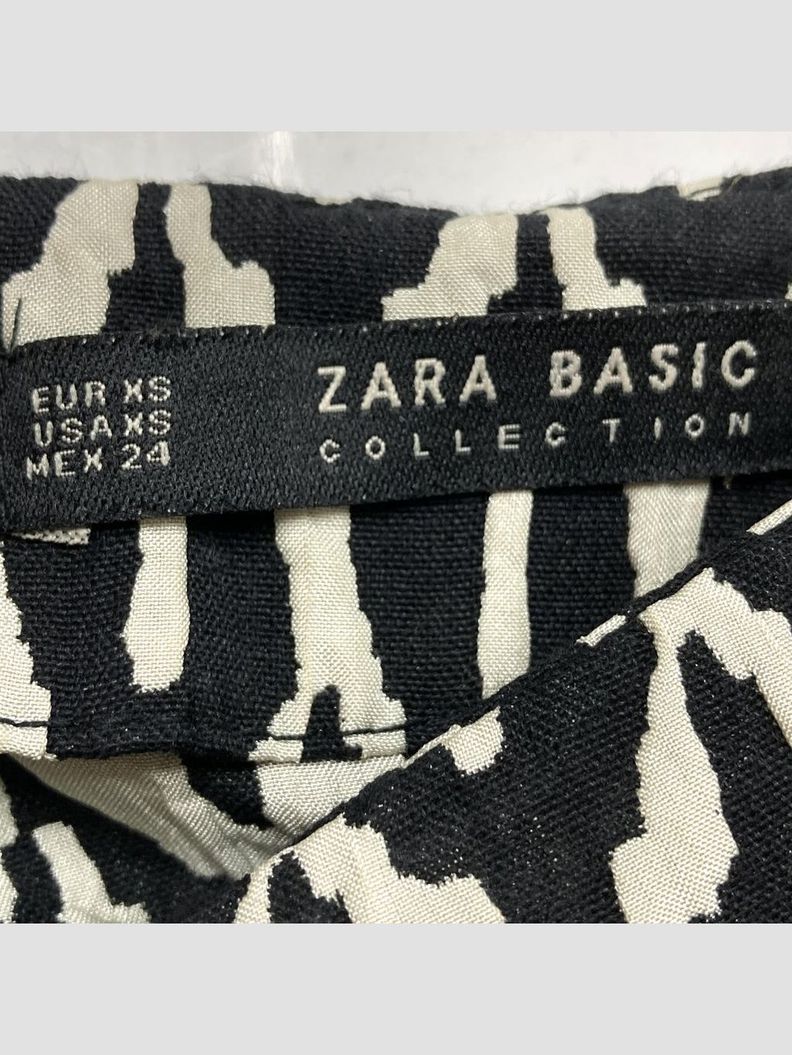 EUR XS
USA XS
MEX 24
ZARA BASIC
COLLECTION